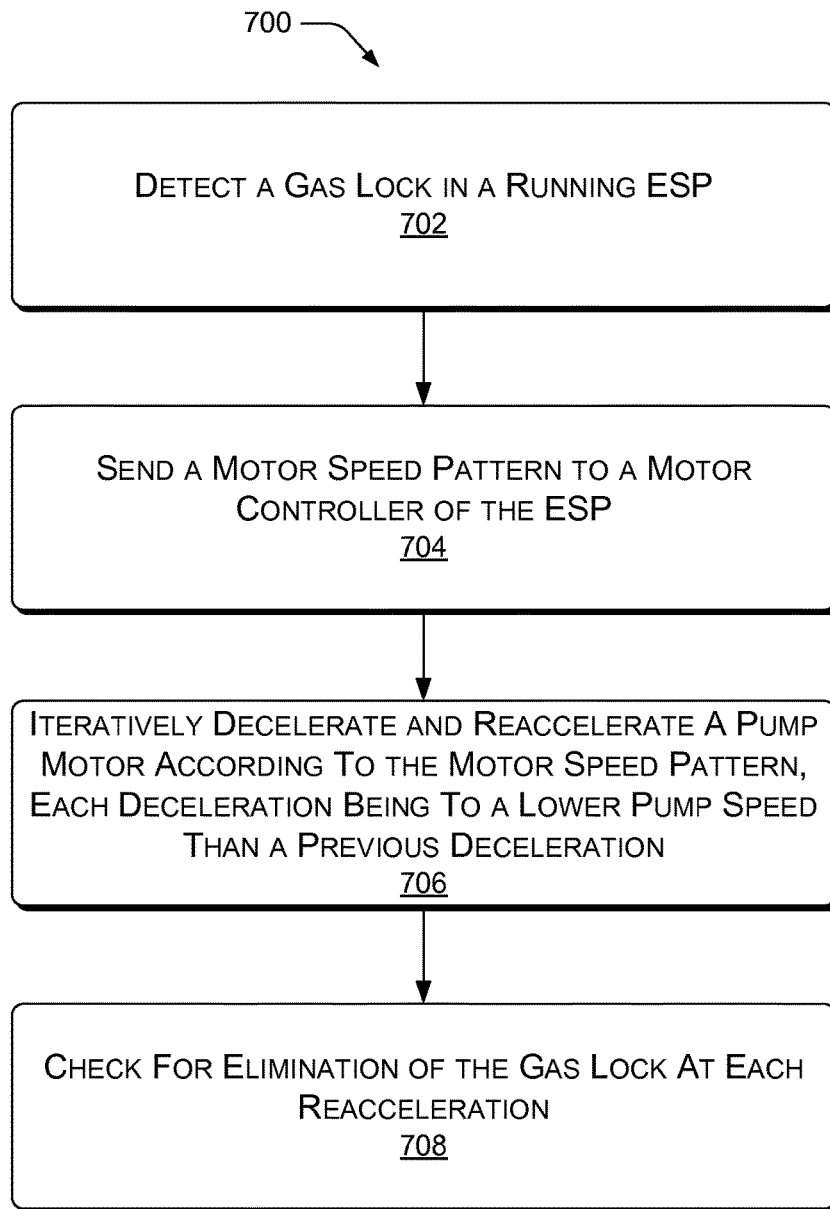 700
DETECT A GAS LOCK IN A RUNNING ESP
702
SEND A MOTOR SPEED PATTERN TO A MOTOR
CONTROLLER OF THE ESP
704
ITERATIVELY DECELERATE AND REACCELERATE A PUMP
MOTOR ACCORDING TO THE MOTOR SPEED PATTERN,
EACH DECELERATION BEING TO A LOWER PUMP SPEED
THAN A PREVIOUS DECELERATION
706
CHECK FOR ELIMINATION OF THE GAS LOCK AT EACH
REACCELERATION
708